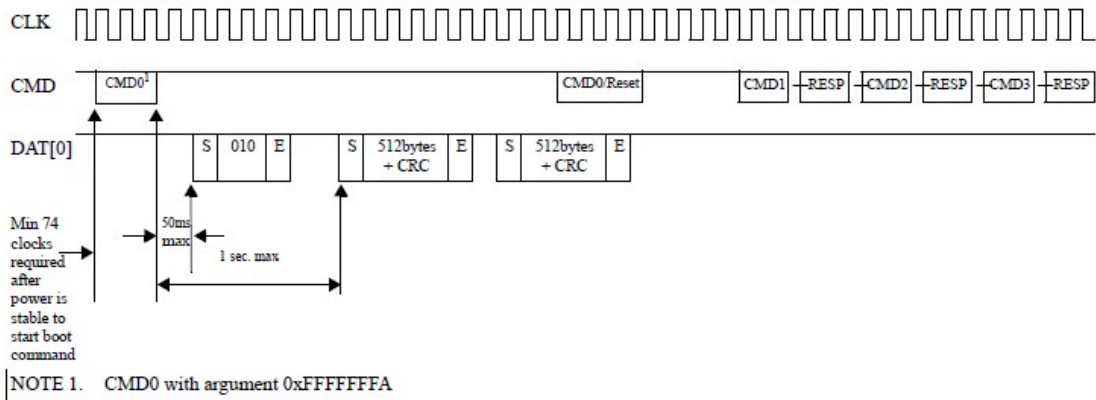 CLK
CMD CMD0¹ CMD0/Reset CMD1 RESP CMD2 RESP CMD3 RESP
DAT[0] S 010 E S 512bytes E S 512bytes E
+ CRC + CRC
Min 74
clocks
required
after
power is
stable to
start boot
command
50ms
max
1 sec. max
NOTE 1. CMD0 with argument 0xFFFFFFFA